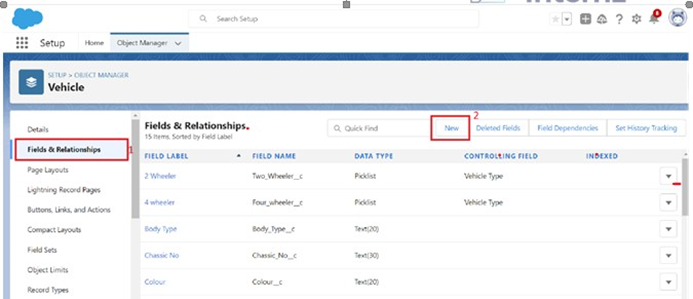 Search Setup
Setup Home Object Manager
SETUP > OBJECT MANAGER
Vehicle
Details
Fields & Relationships 1
Page Layouts
Lightning Record Pages
Buttons, Links, and Actions
Compact Layouts
Field Sets
Object Limits
Record Types
Fields & Relationships
15 Items, Sorted by Field Label
Quick Find
2
New Deleted Fields Field Dependencies Set History Tracking
FIELD LABEL FIELD NAME DATA TYPE CONTROLLING FIELD INDEXED
2 Wheeler Two_Wheeler__c Picklist Vehicle Type
4 wheeler Four_wheeler__c Picklist Vehicle Type
Body Type Body_Type__c Text(20)
Chassic No Chassic_No__c Text(30)
Colour Colour__c Text(20)